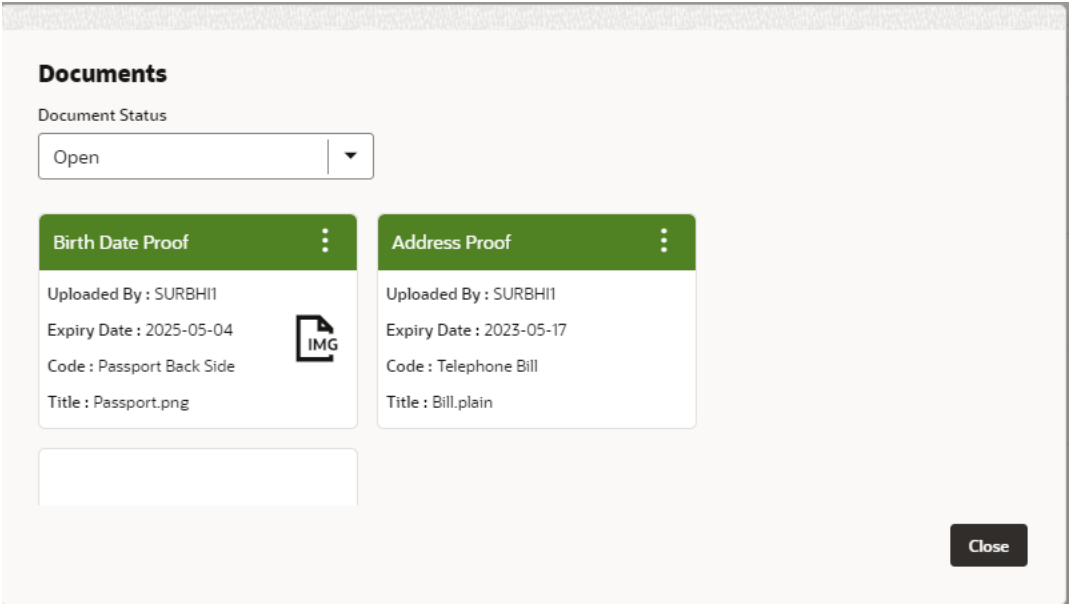 Documents
Document Status
Open
Birth Date Proof
Uploaded By : SURBHI1
Expiry Date : 2025-05-04
IMG
Code : Passport Back Side
Title : Passport.png
Address Proof
Uploaded By : SURBHI1
Expiry Date : 2023-05-17
Code : Telephone Bill
Title : Bill.plain
Close